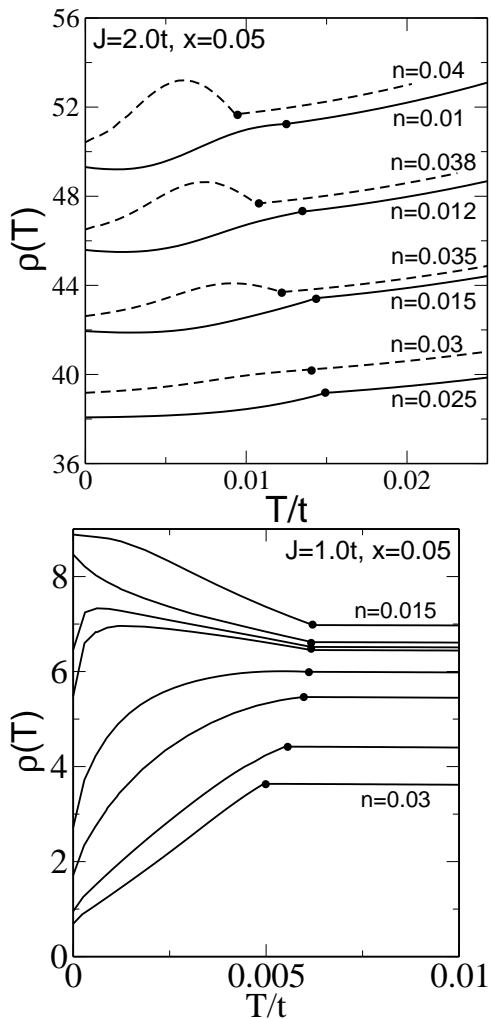 56
J=2.0t, x=0.05
n=0.04
52
n=0.01
n=0.038
48
n=0.012
ρ(T)
n=0.035
44
n=0.015
n=0.03
40
n=0.025
36
0
0.01
0.02
T/t
J=1.0t, x=0.05
8
n=0.015
6
ρ(T)
4
n=0.03
2
0
0
0.005
0.01
T/t